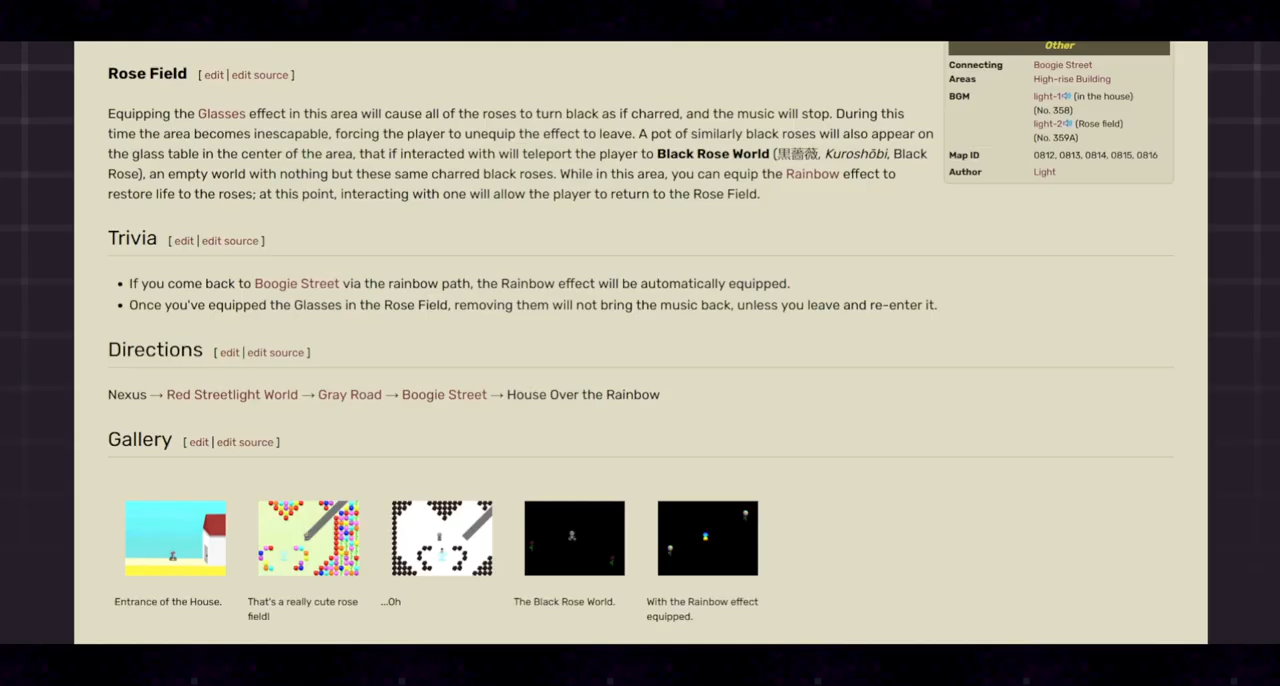 Rose Field [ edit | edit source ]
Equipping the Glasses effect in this area will cause all of the roses to turn black as if charred, and the music will stop. During this
time the area becomes inescapable, forcing the player to unequip the effect to leave. A pot of similarly black roses will also appear on
the glass table in the center of the area, that if interacted with will teleport the player to Black Rose World (黒薔薇, Kuroshōbi, Black
Rose), an empty world with nothing but these same charred black roses. While in this area, you can equip the Rainbow effect to
restore life to the roses; at this point, interacting with one will allow the player to return to the Rose Field.
Other
Connecting Areas Boogie Street
High-rise Building
BGM light-1 (in the house)
(No. 358)
light-2 (Rose field)
(No. 359A)
Map ID 0812, 0813, 0814, 0815, 0816
Author Light
Trivia [ edit | edit source ]
• If you come back to Boogie Street via the rainbow path, the Rainbow effect will be automatically equipped.
• Once you've equipped the Glasses in the Rose Field, removing them will not bring the music back, unless you leave and re-enter it.
Directions [ edit | edit source ]
Nexus → Red Streetlight World → Gray Road → Boogie Street → House Over the Rainbow
Gallery [ edit | edit source ]
Entrance of the House.
That's a really cute rose
field!
...Oh
The Black Rose World.
With the Rainbow effect
equipped.